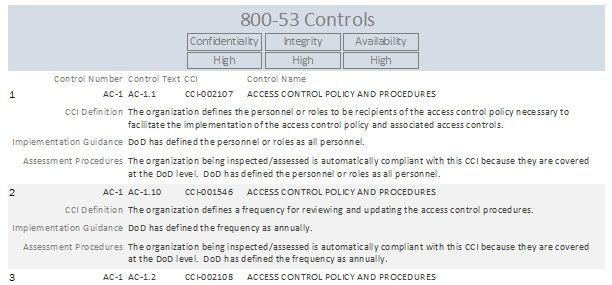 800-53 Controls
Confidentiality Integrity Availability
High High High
Control Number Control Text CCI Control Name
1 AC-1 AC-1.1 CCI-002107 ACCESS CONTROL POLICY AND PROCEDURES
CCI Definition The organization defines the personnel or roles to be recipients of the access control policy necessary to
facilitate the implementation of the access control policy and associated access controls.
Implementation Guidance DoD has defined the personnel or roles as all personnel.
Assessment Procedures The organization being inspected/assessed is automatically compliant with this CCI because they are covered
at the DoD level. DoD has defined the personnel or roles as all personnel.
2 AC-1 AC-1.10 CCI-001546 ACCESS CONTROL POLICY AND PROCEDURES
CCI Definition The organization defines a frequency for reviewing and updating the access control procedures.
Implementation Guidance DoD has defined the frequency as annually.
Assessment Procedures The organization being inspected/assessed is automatically compliant with this CCI because they are covered
at the DoD level. DoD has defined the frequency as annually.
3 AC-1 AC-1.2 CCI-002108 ACCESS CONTROL POLICY AND PROCEDURES